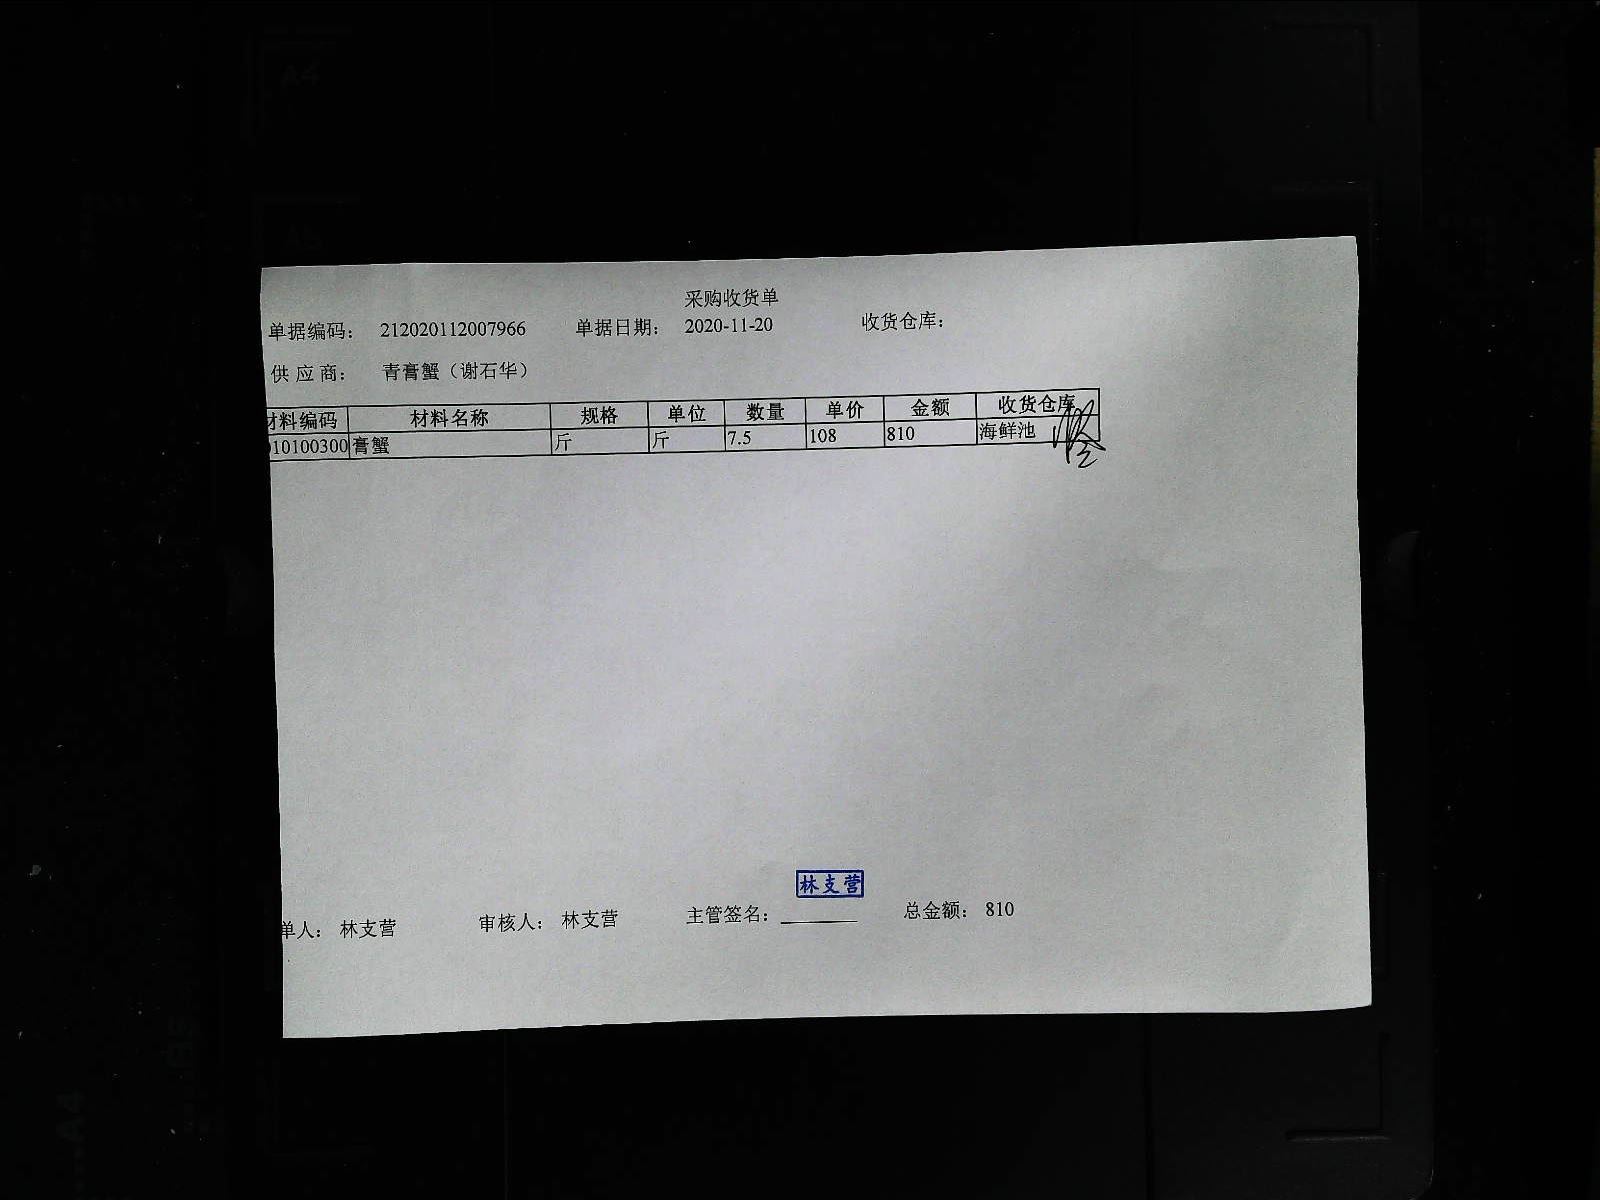 采购收货单
单据编码： 212020112007966 单据日期： 2020-11-20 收货仓库：
供 应 商： 青膏蟹（谢石华）
材料编码 材料名称 规格 单位 数量 单价 金额 收货仓库
010100300 膏蟹 斤 斤 7.5 108 810 海鲜池
林支营
单人： 林支营 审核人： 林支营 主管签名： 总金额： 810